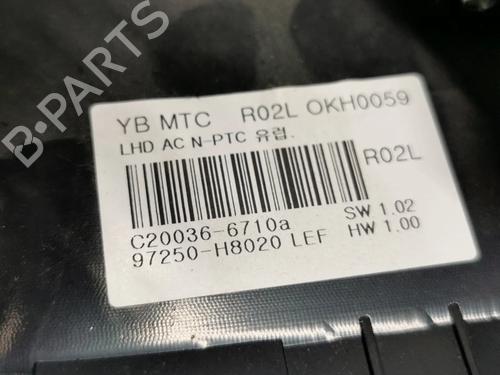 YB MTC R02L OKH0059
LHD AC N-PTC 유럽.
R02L
C20036-6710a SW 1.02
97250-H8020 LEF HW 1.00
B-PARTS